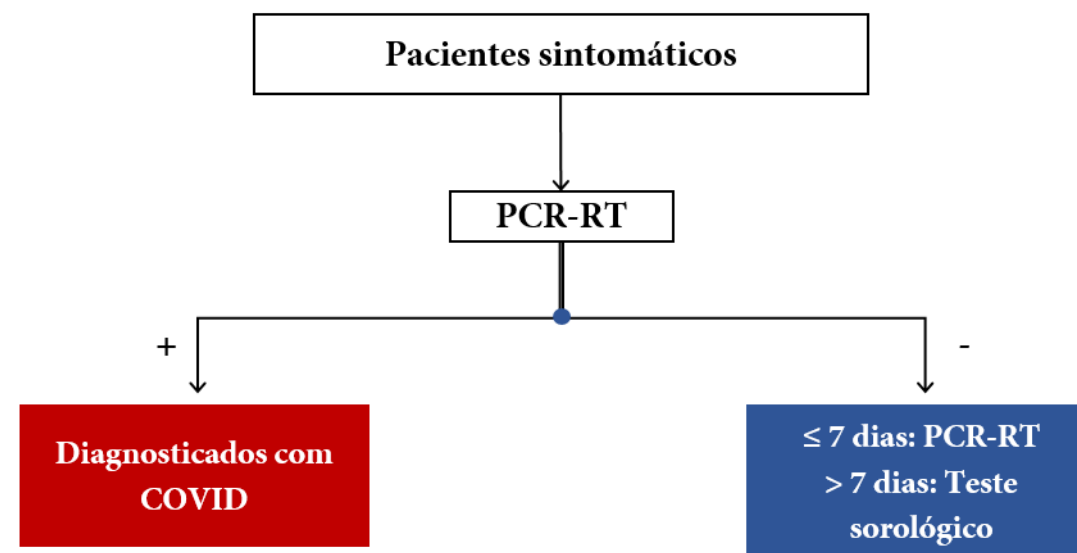 Pacientes sintomáticos
PCR-RT
+
-
Diagnosticados com
COVID
≤ 7 dias: PCR-RT
> 7 dias: Teste
sorológico